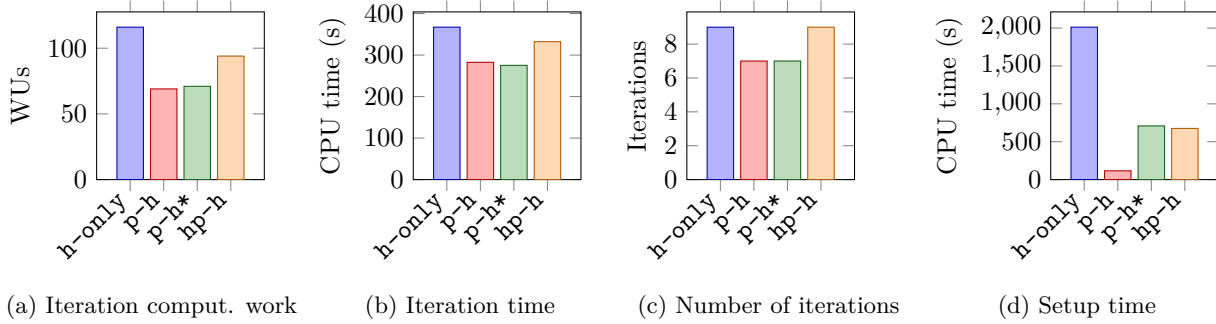 WUs
100
50
0
h-only
p-h
p-h*
hp-h
(a) Iteration comput. work
CPU time (s)
400
300
200
100
0
h-only
p-h
p-h*
hp-h
(b) Iteration time
Iterations
8
6
4
2
0
h-only
p-h
p-h*
hp-h
(c) Number of iterations
CPU time (s)
2,000
1,500
1,000
500
0
h-only
p-h
p-h*
hp-h
(d) Setup time